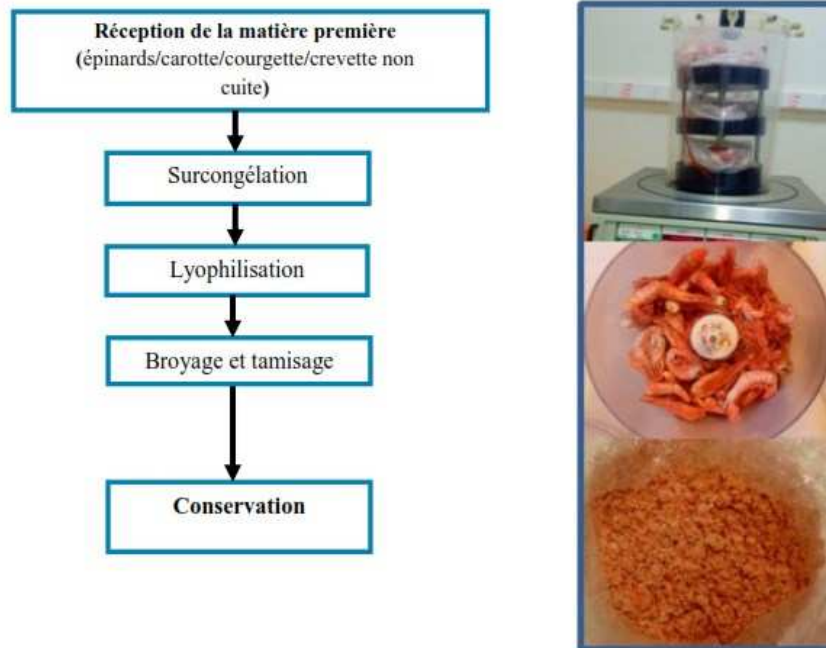 Réception de la matière première
(épinards/carotte/courgette/crevette non
cuite)
Surcongélation
Lyophilisation
Broyage et tamisage
Conservation